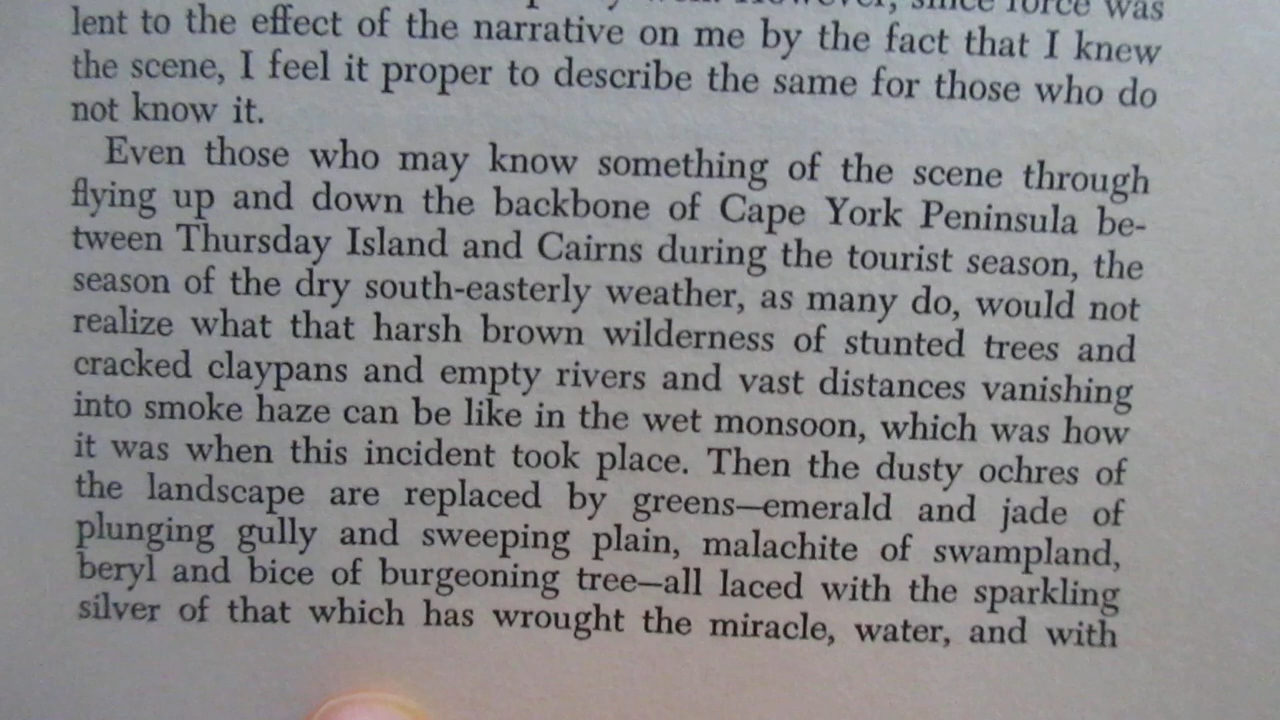 However, since force was
lent to the effect of the narrative on me by the fact that I knew
the scene, I feel it proper to describe the same for those who do
not know it.
Even those who may know something of the scene through
flying up and down the backbone of Cape York Peninsula be-
tween Thursday Island and Cairns during the tourist season, the
season of the dry south-easterly weather, as many do, would not
realize what that harsh brown wilderness of stunted trees and
cracked claypans and empty rivers and vast distances vanishing
into smoke haze can be like in the wet monsoon, which was how
it was when this incident took place. Then the dusty ochres of
the landscape are replaced by greens—emerald and jade of
plunging gully and sweeping plain, malachite of swampland,
beryl and bice of burgeoning tree—all laced with the sparkling
silver of that which has wrought the miracle, water, and with